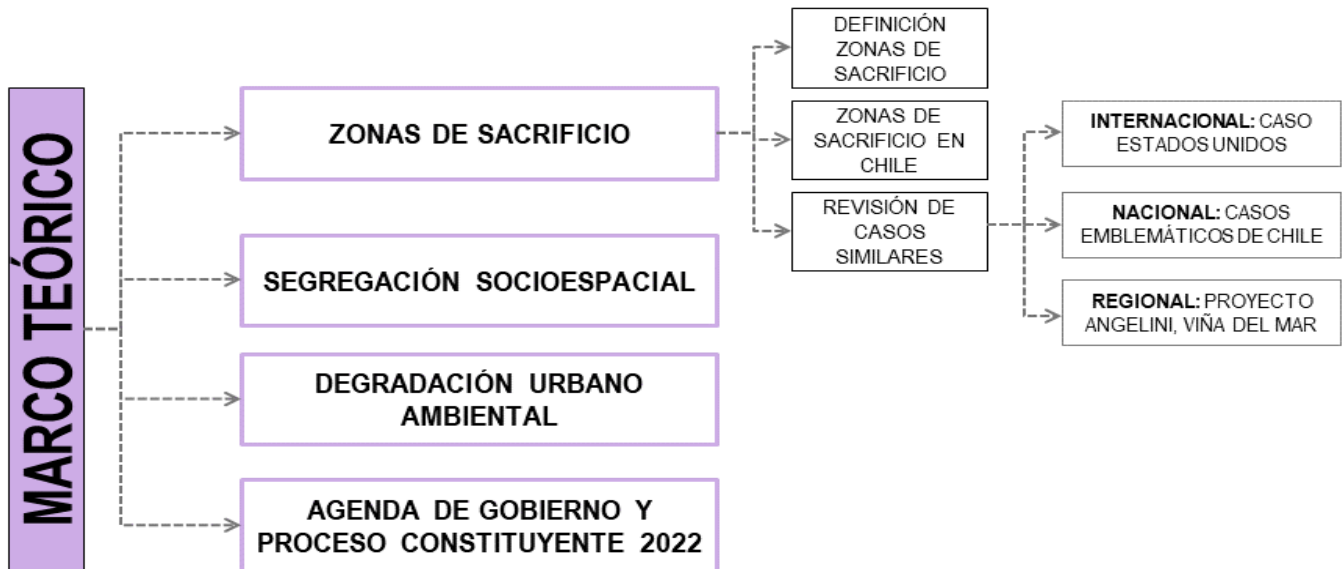 MARCO TEÓRICO
ZONAS DE SACRIFICIO
SEGREGACIÓN SOCIOESPACIAL
DEGRADACIÓN URBANO
AMBIENTAL
AGENDA DE GOBIERNO Y
PROCESO CONSTITUYENTE 2022
DEFINICIÓN
ZONAS DE
SACRIFICIO
ZONAS DE
SACRIFICIO EN
CHILE
REVISIÓN DE
CASOS
SIMILARES
INTERNACIONAL: CASO
ESTADOS UNIDOS
NACIONAL: CASOS
EMBLEMÁTICOS DE CHILE
REGIONAL: PROYECTO
ANGELINI, VIÑA DEL MAR